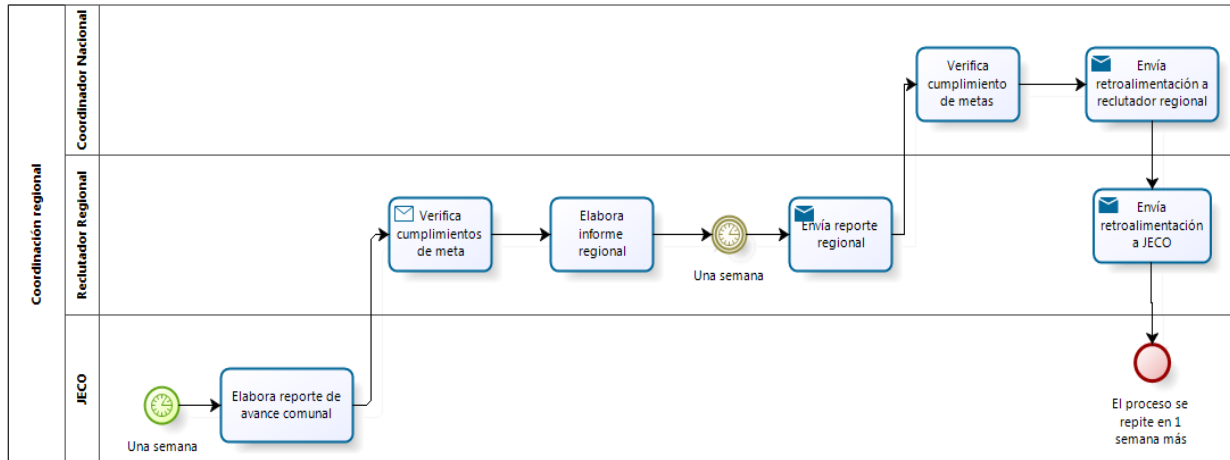 Coordinación regional
Coordinador Nacional
Verifica
cumplimiento
de metas
Envía
retroalimentación a
reclutador regional
Reclutador Regional
Verifica
cumplimientos
de meta
Elabora
informe
regional
Una semana
Envía reporte
regional
Envía
retroalimentación
a JECO
JECO
Una semana
Elabora reporte de
avance comunal
El proceso se
repite en 1
semana más